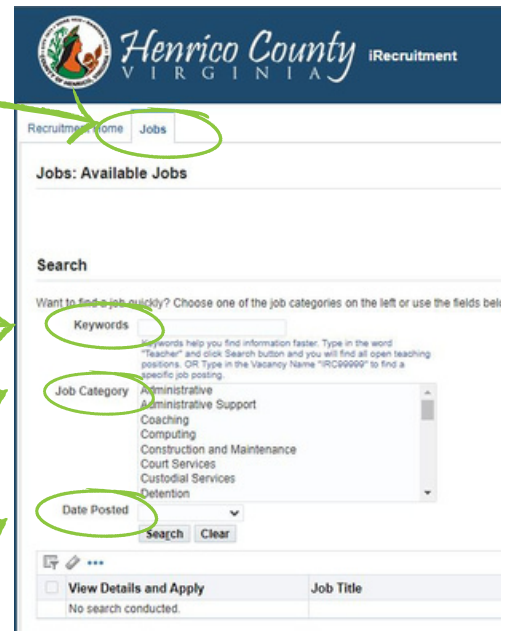 Henrico County
VIRGINIA
iRecruitment
Recruitment Home Jobs
Jobs: Available Jobs
Search
Want to find a job quickly? Choose one of the job categories on the left or use the fields
Keywords
Keywords help you find information faster. Type in the word
"Teacher" and click Search button and you will find all open teaching
positions. OR Type in the Vacancy Name "IRC99999" to find a
specific job posting.
Job Category
Administrative
Administrative Support
Coaching
Computing
Construction and Maintenance
Court Services
Custodial Services
Detention
Date Posted
Search Clear
View Details and Apply Job Title
No search conducted.